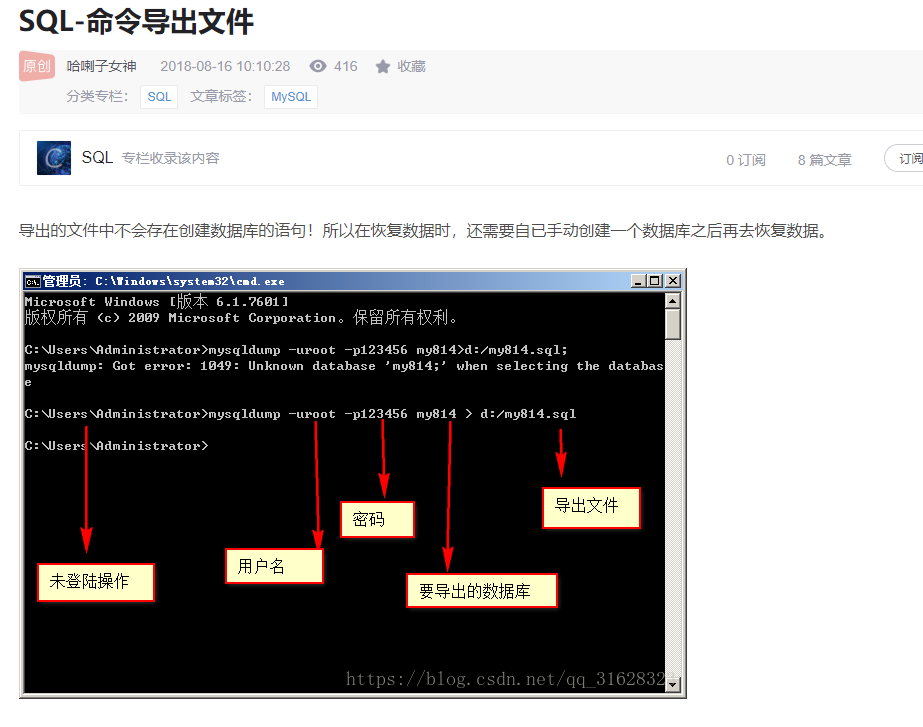 SQL-命令导出文件
原创 哈喇子女神 2018-08-16 10:10:28 416 收藏
分类专栏： SQL 文章标签： MySQL
SQL 专栏收录该内容 0 订阅 8 篇文章 订阅
导出的文件中不会存在创建数据库的语句！所以在恢复数据时，还需要自已手动创建一个数据库之后再去恢复数据。
管理员: C:\Windows\system32\cmd.exe
Microsoft Windows [版本 6.1.7601]
版权所有 (c) 2009 Microsoft Corporation。保留所有权利。
C:\Users\Administrator>mysqldump -uroot -p123456 my814>d:/my814.sql;
mysqldump: Got error: 1049: Unknown database 'my814;' when selecting the databas
e
C:\Users\Administrator>mysqldump -uroot -p123456 my814 > d:/my814.sql
C:\Users\Administrator>
导出文件
密码
用户名
未登陆操作
要导出的数据库
https://blog.csdn.net/qq_3162832